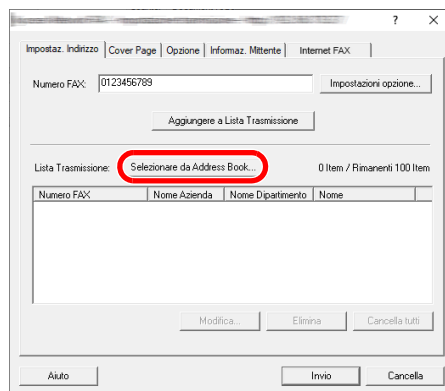 Impostaz. Indirizzo Cover Page Opzione Informaz. Mittente Internet FAX
Numero FAX: 0123456789 Impostazioni opzione...
Aggiungere a Lista Trasmissione
Lista Trasmissione: Selezionare da Address Book... 0 Item / Rimanenti 100 Item
Numero FAX Nome Azienda Nome Dipartimento Nome
Modifica... Elimina Cancella tutti
Aiuto Invio Cancella